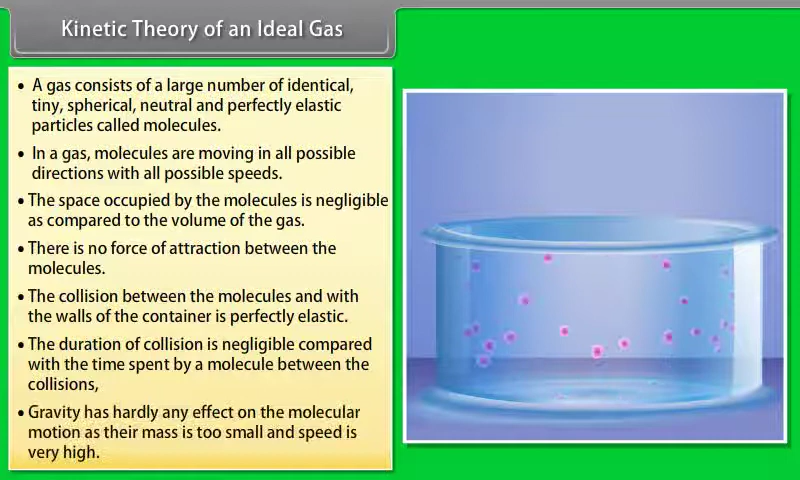 Kinetic Theory of an Ideal Gas
• A gas consists of a large number of identical,
tiny, spherical, neutral and perfectly elastic
particles called molecules.
• In a gas, molecules are moving in all possible
directions with all possible speeds.
• The space occupied by the molecules is negligible
as compared to the volume of the gas.
• There is no force of attraction between the
molecules.
• The collision between the molecules and with
the walls of the container is perfectly elastic.
• The duration of collision is negligible compared
with the time spent by a molecule between the
collisions,
• Gravity has hardly any effect on the molecular
motion as their mass is too small and speed is
very high.